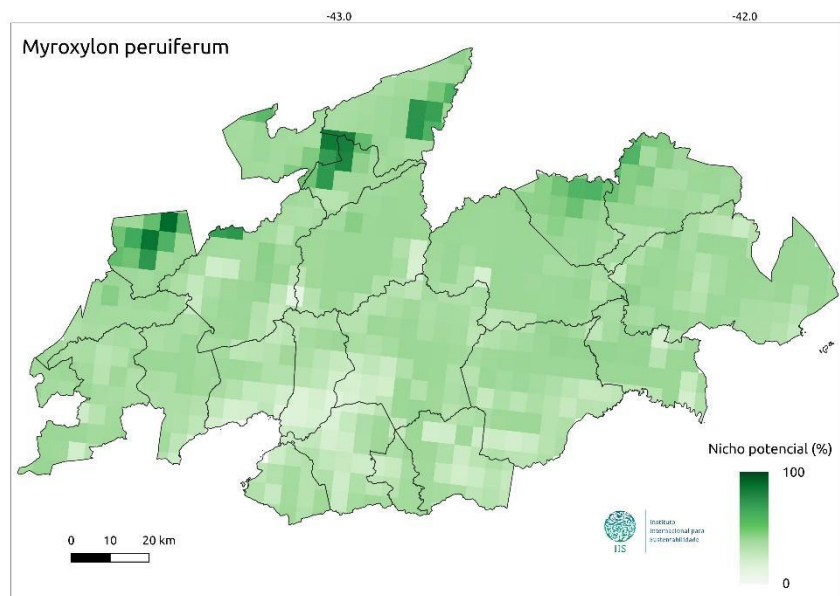 -43.0
-42.0
Myroxylon peruiferum
Nicho potencial (%)
100
0
0
10
20 km
IIS
Instituto
Internacional para
Sustentabilidade